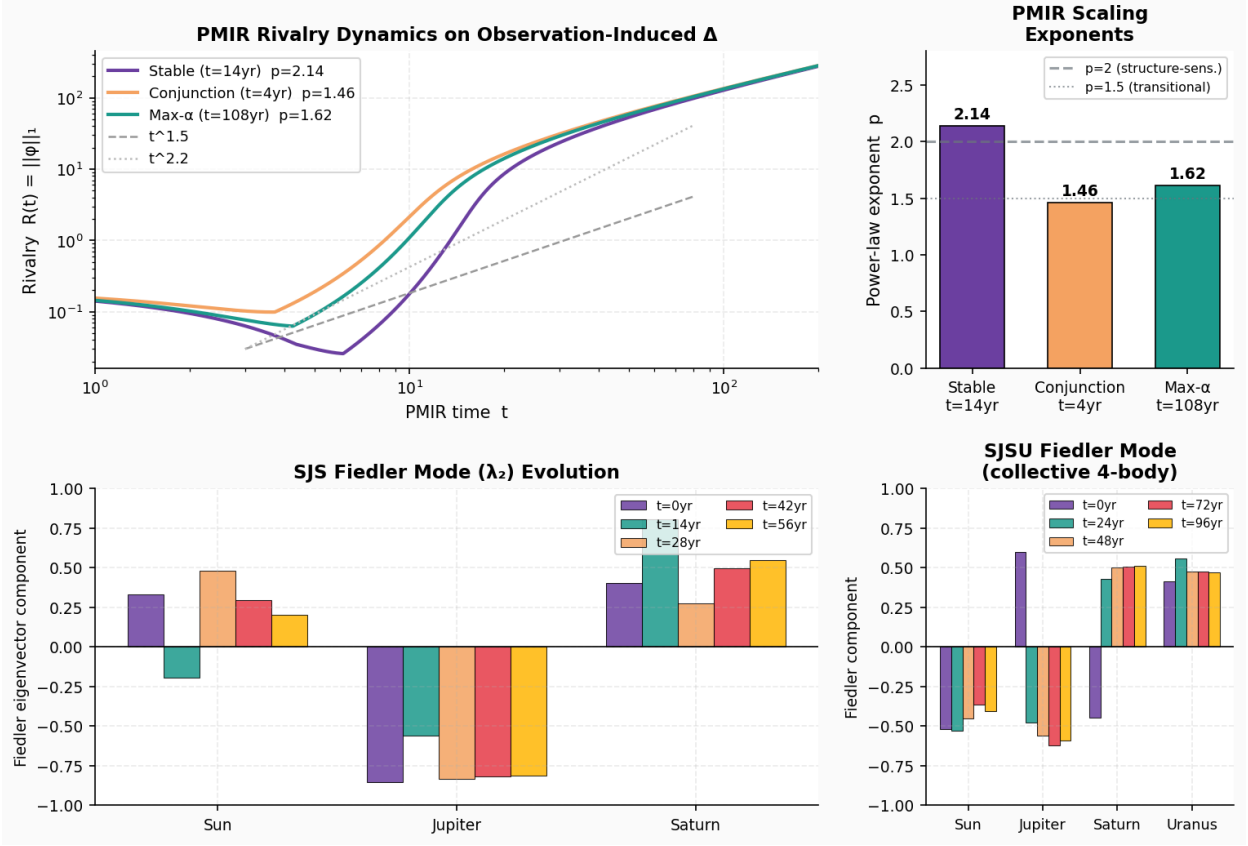 PMIR Rivalry Dynamics on Observation-Induced Δ
Rivalry R(t) = ||φ||₁
10²
10¹
10⁰
10⁻¹
Stable (t=14yr) p=2.14
Conjunction (t=4yr) p=1.46
Max-α (t=108yr) p=1.62
t^1.5
t^2.2
10⁰
10¹
10²
PMIR time t
PMIR Scaling
Exponents
Power-law exponent p
2.5
2.0
1.5
1.0
0.5
0.0
p=2 (structure-sens.)
p=1.5 (transitional)
2.14
1.46
1.62
Stable
t=14yr
Conjunction
t=4yr
Max-α
t=108yr
SJS Fiedler Mode (λ₂) Evolution
Fiedler eigenvector component
1.00
0.75
0.50
0.25
0.00
−0.25
−0.50
−0.75
−1.00
t=0yr
t=14yr
t=28yr
t=42yr
t=56yr
Sun
Jupiter
Saturn
SJSU Fiedler Mode
(collective 4-body)
Fiedler component
1.00
0.75
0.50
0.25
0.00
−0.25
−0.50
−0.75
−1.00
t=0yr
t=24yr
t=48yr
t=72yr
t=96yr
Sun
Jupiter
Saturn
Uranus